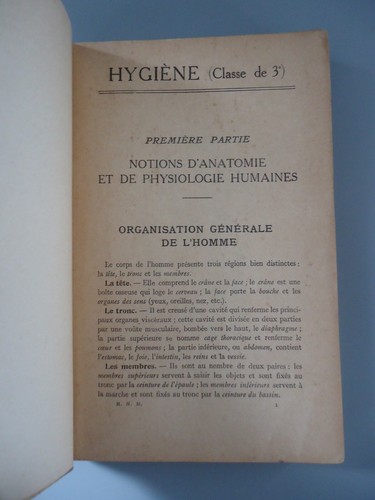 HYGIÈNE (Classe de 3e)
PREMIÈRE PARTIE
NOTIONS D'ANATOMIE
ET DE PHYSIOLOGIE HUMAINES
ORGANISATION GÉNÉRALE
DE L'HOMME
Le corps de l'homme présente trois régions bien distinctes :
la tête, le tronc et les membres.
La tête. — Elle comprend le crâne et la face ; le crâne est une
boîte osseuse qui loge le cerveau ; la face porte la bouche et les
organes des sens (yeux, oreilles, nez, etc.).
Le tronc. — Il est creusé d'une cavité qui renferme les princi-
paux organes viscéraux ; cette cavité est divisée en deux parties
par une voûte musculaire, bombée vers le haut, le diaphragme ;
la partie supérieure se nomme cage thoracique et renferme le
cœur et les poumons ; la partie inférieure, ou abdomen, contient
l'estomac, le foie, l'intestin, les reins et la vessie.
Les membres. — Ils sont au nombre de deux paires : les
membres supérieurs servent à saisir les objets et sont fixés au
tronc par la ceinture de l'épaule ; les membres inférieurs servent à
la marche et sont fixés au tronc par la ceinture du bassin.
1